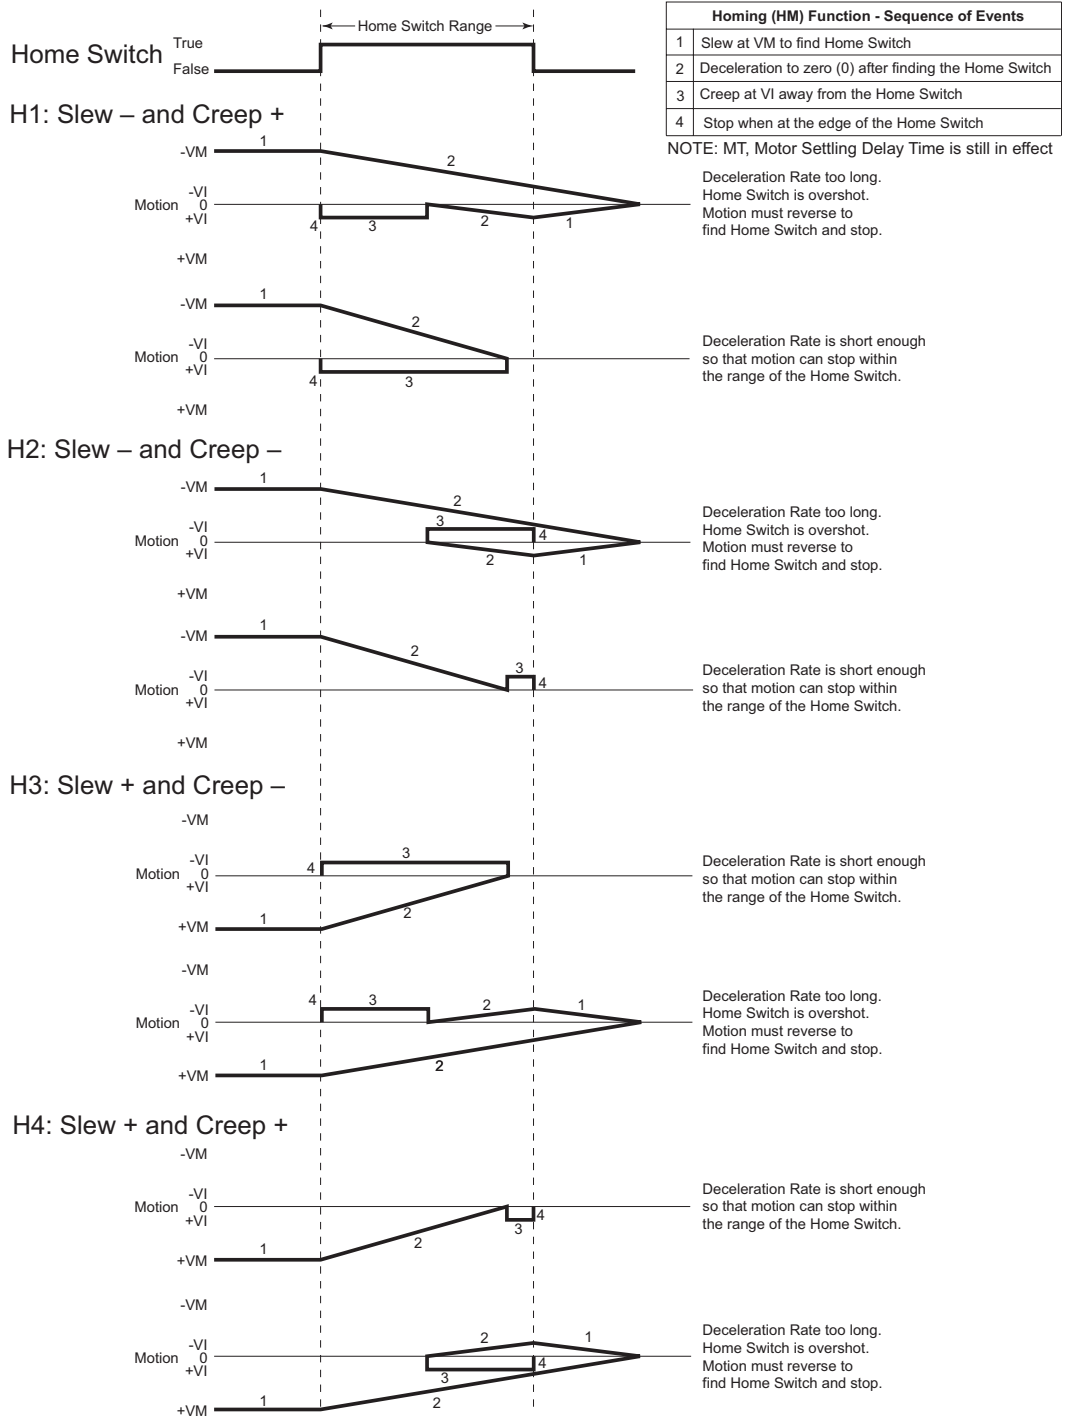 Home Switch
True
False
Home Switch Range
Homing (HM) Function - Sequence of Events
1 Slew at VM to find Home Switch
2 Deceleration to zero (0) after finding the Home Switch
3 Creep at VI away from the Home Switch
4 Stop when at the edge of the Home Switch
NOTE: MT, Motor Settling Delay Time is still in effect
H1: Slew – and Creep +
-VM
1
2
-VI
Motion 0
+VI
4
3
2
1
+VM
Deceleration Rate too long.
Home Switch is overshot.
Motion must reverse to
find Home Switch and stop.
-VM
1
2
-VI
Motion 0
+VI
4
3
+VM
Deceleration Rate is short enough
so that motion can stop within
the range of the Home Switch.
H2: Slew – and Creep –
-VM
1
2
-VI
Motion 0
+VI
3
4
2
1
+VM
Deceleration Rate too long.
Home Switch is overshot.
Motion must reverse to
find Home Switch and stop.
-VM
1
2
-VI
Motion 0
+VI
3
4
+VM
Deceleration Rate is short enough
so that motion can stop within
the range of the Home Switch.
H3: Slew + and Creep –
-VM
-VI
Motion 0
+VI
4
3
2
1
+VM
Deceleration Rate is short enough
so that motion can stop within
the range of the Home Switch.
-VM
-VI
Motion 0
+VI
4
3
2
1
+VM
1
2
Deceleration Rate too long.
Home Switch is overshot.
Motion must reverse to
find Home Switch and stop.
H4: Slew + and Creep +
-VM
-VI
Motion 0
+VI
4
3
2
1
+VM
Deceleration Rate is short enough
so that motion can stop within
the range of the Home Switch.
-VM
-VI
Motion 0
+VI
2
1
4
3
2
1
+VM
Deceleration Rate too long.
Home Switch is overshot.
Motion must reverse to
find Home Switch and stop.